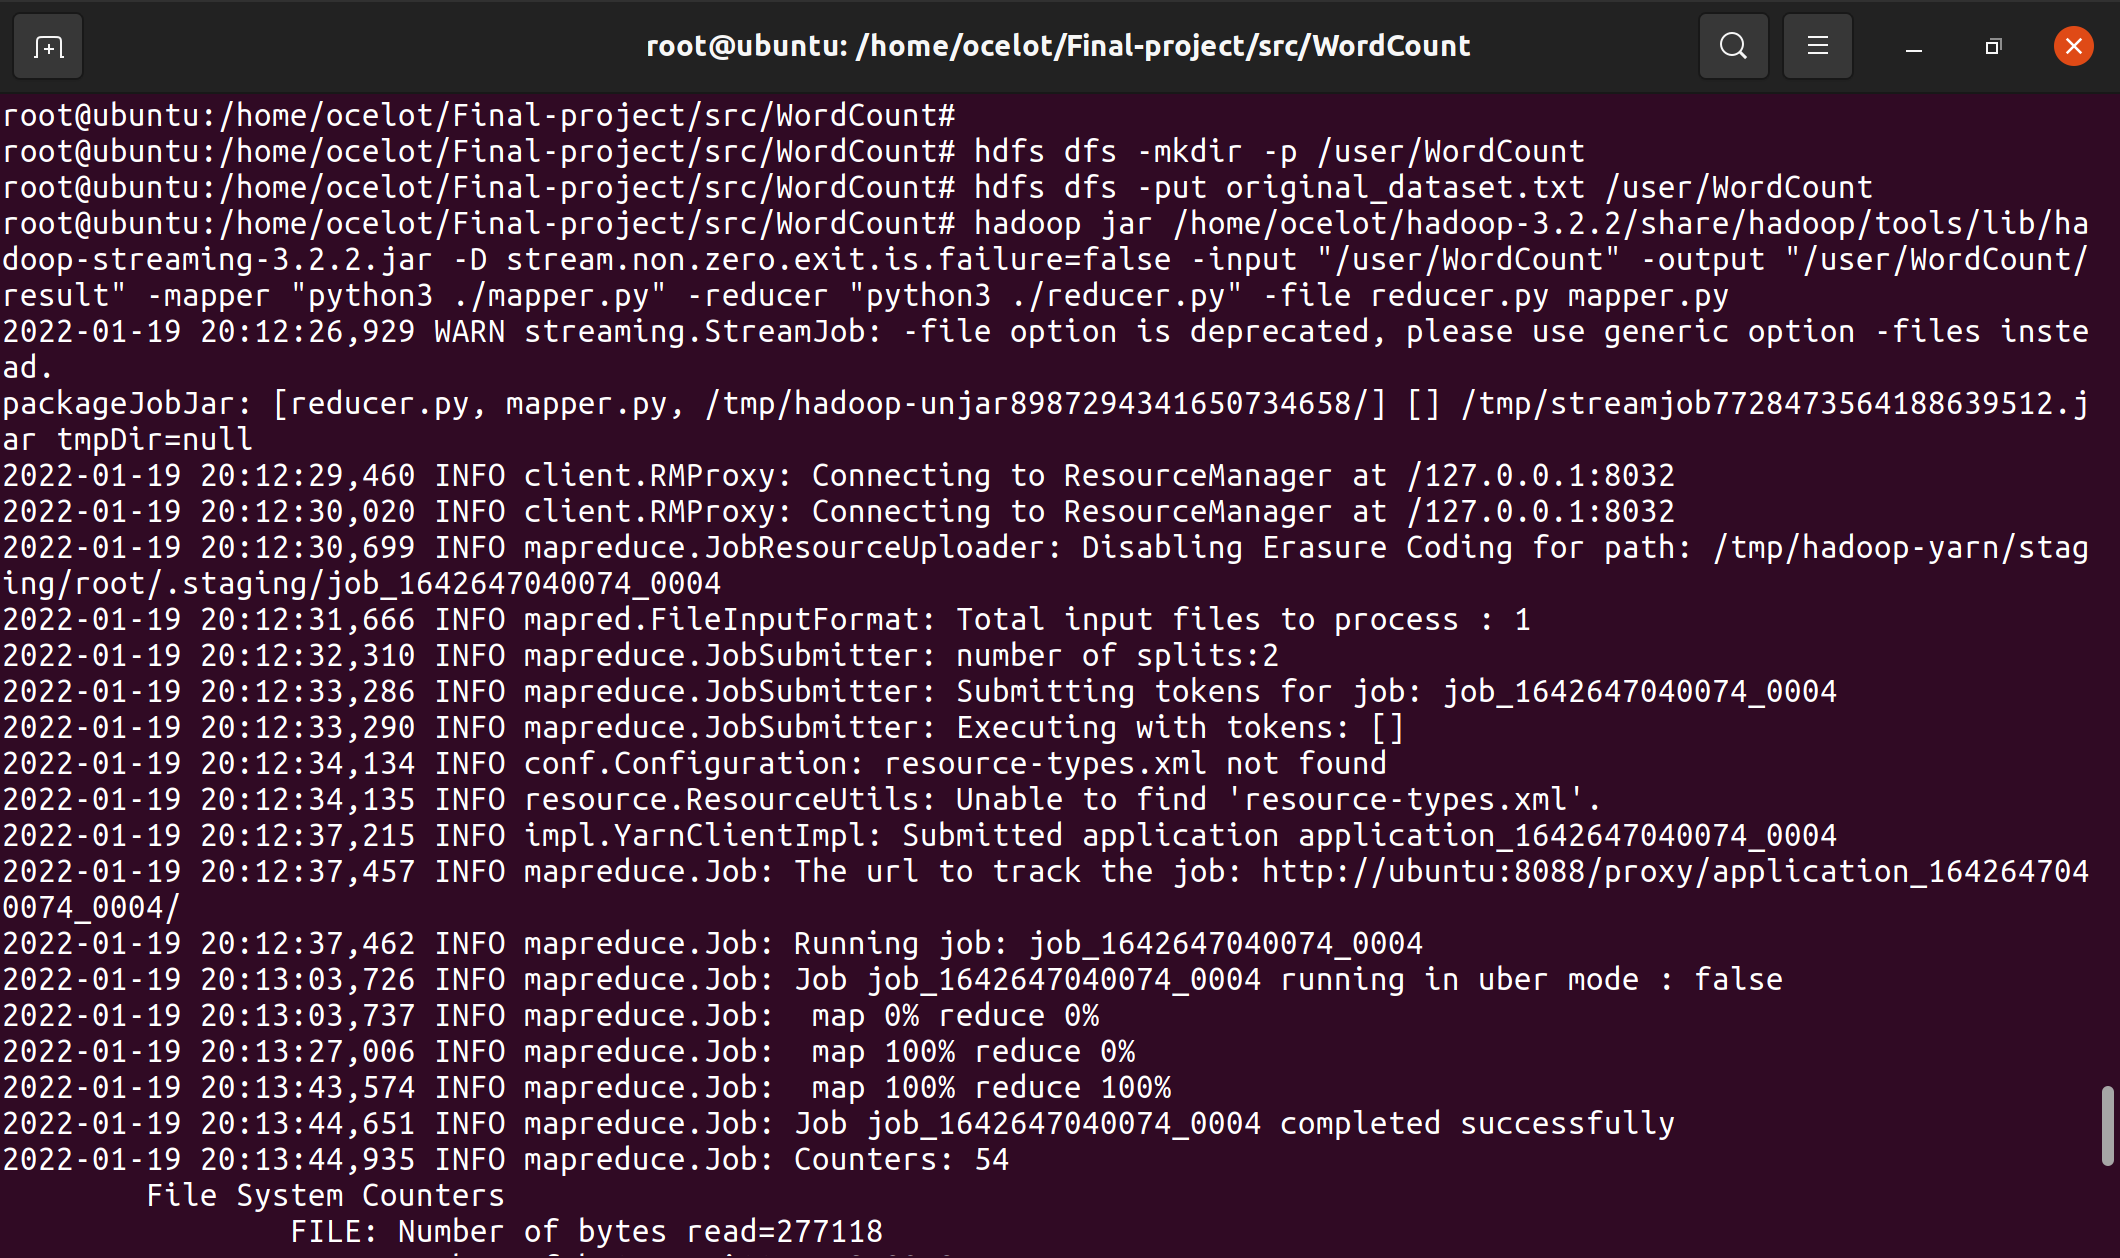 root@ubuntu: /home/ocelot/Final-project/src/WordCount
root@ubuntu:/home/ocelot/Final-project/src/WordCount#
root@ubuntu:/home/ocelot/Final-project/src/WordCount# hdfs dfs -mkdir -p /user/WordCount
root@ubuntu:/home/ocelot/Final-project/src/WordCount# hdfs dfs -put original_dataset.txt /user/WordCount
root@ubuntu:/home/ocelot/Final-project/src/WordCount# hadoop jar /home/ocelot/hadoop-3.2.2/share/hadoop/tools/lib/ha
doop-streaming-3.2.2.jar -D stream.non.zero.exit.is.failure=false -input "/user/WordCount" -output "/user/WordCount/
result" -mapper "python3 ./mapper.py" -reducer "python3 ./reducer.py" -file reducer.py mapper.py
2022-01-19 20:12:26,929 WARN streaming.StreamJob: -file option is deprecated, please use generic option -files inste
ad.
packageJobJar: [reducer.py, mapper.py, /tmp/hadoop-unjar8987294341650734658/] [] /tmp/streamjob7728473564188639512.j
ar tmpDir=null
2022-01-19 20:12:29,460 INFO client.RMProxy: Connecting to ResourceManager at /127.0.0.1:8032
2022-01-19 20:12:30,020 INFO client.RMProxy: Connecting to ResourceManager at /127.0.0.1:8032
2022-01-19 20:12:30,699 INFO mapreduce.JobResourceUploader: Disabling Erasure Coding for path: /tmp/hadoop-yarn/stag
ing/root/.staging/job_1642647040074_0004
2022-01-19 20:12:31,666 INFO mapred.FileInputFormat: Total input files to process : 1
2022-01-19 20:12:32,310 INFO mapreduce.JobSubmitter: number of splits:2
2022-01-19 20:12:33,286 INFO mapreduce.JobSubmitter: Submitting tokens for job: job_1642647040074_0004
2022-01-19 20:12:33,290 INFO mapreduce.JobSubmitter: Executing with tokens: []
2022-01-19 20:12:34,134 INFO conf.Configuration: resource-types.xml not found
2022-01-19 20:12:34,135 INFO resource.ResourceUtils: Unable to find 'resource-types.xml'.
2022-01-19 20:12:37,215 INFO impl.YarnClientImpl: Submitted application application_1642647040074_0004
2022-01-19 20:12:37,457 INFO mapreduce.Job: The url to track the job: http://ubuntu:8088/proxy/application_164264704
0074_0004/
2022-01-19 20:12:37,462 INFO mapreduce.Job: Running job: job_1642647040074_0004
2022-01-19 20:13:03,726 INFO mapreduce.Job: Job job_1642647040074_0004 running in uber mode : false
2022-01-19 20:13:03,737 INFO mapreduce.Job:  map 0% reduce 0%
2022-01-19 20:13:27,006 INFO mapreduce.Job:  map 100% reduce 0%
2022-01-19 20:13:43,574 INFO mapreduce.Job:  map 100% reduce 100%
2022-01-19 20:13:44,651 INFO mapreduce.Job: Job job_1642647040074_0004 completed successfully
2022-01-19 20:13:44,935 INFO mapreduce.Job: Counters: 54
File System Counters
FILE: Number of bytes read=277118